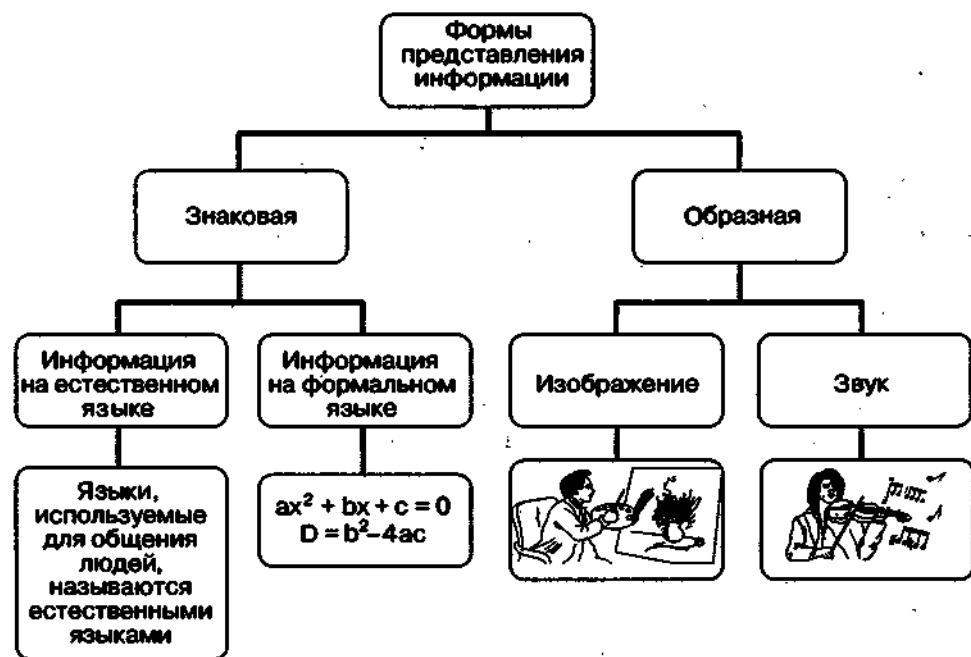 Формы
представления
информации
Знаковая
Образная
Информация
на естественном
языке
Информация
на формальном
языке
Изображение
Звук
Языки,
используемые
для общения
людей,
называются
естественными
языками
ax² + bx + c = 0
D = b²–4ac